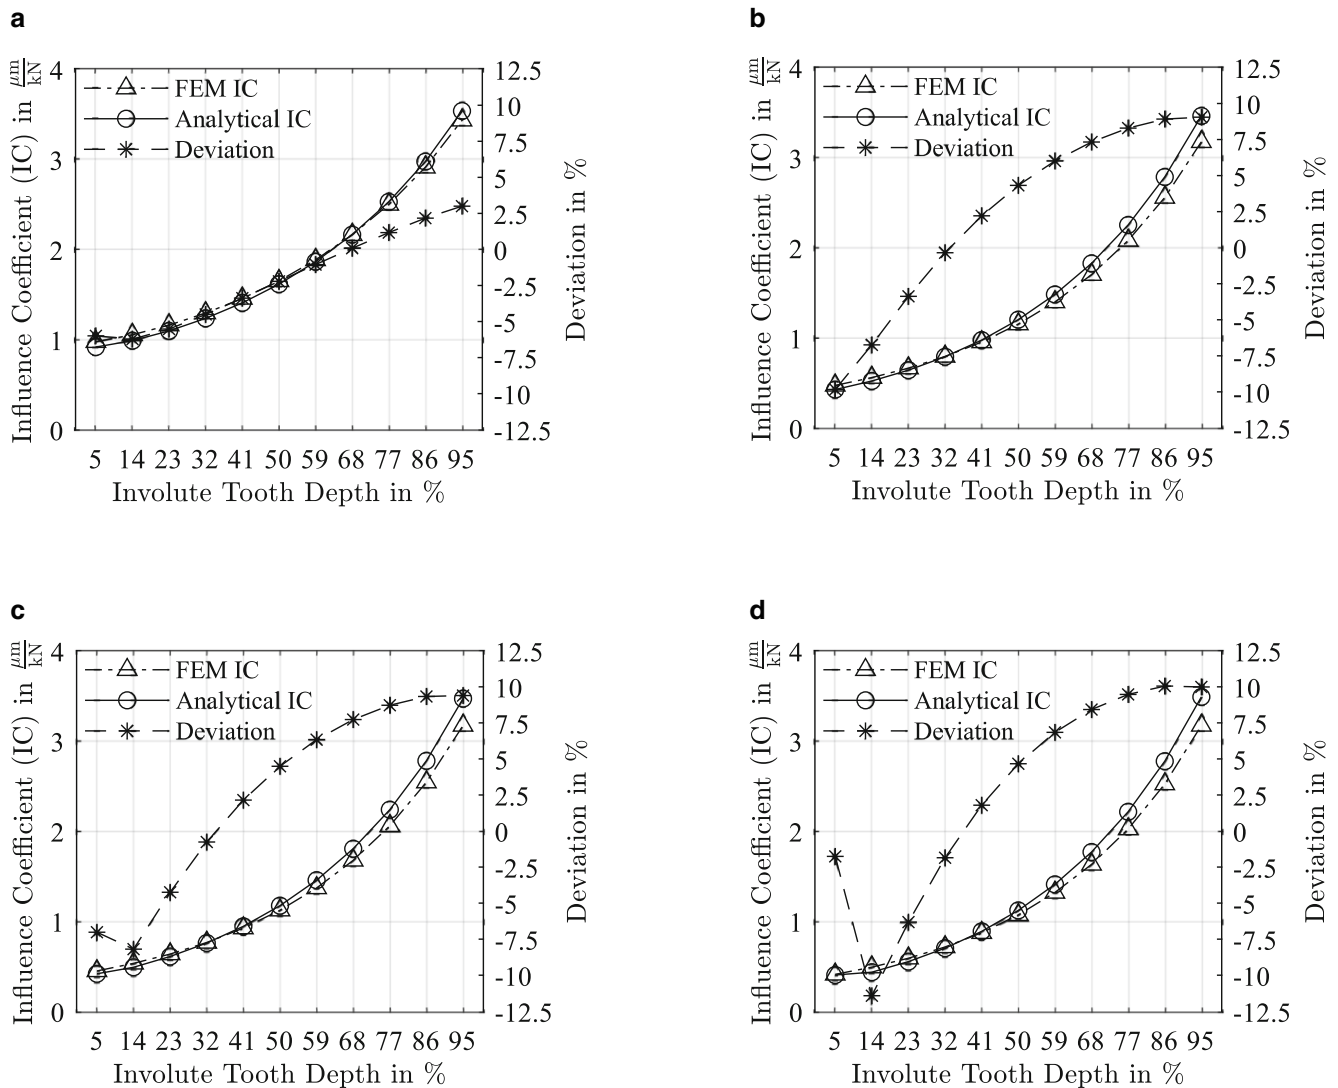 a
Influence Coefficient (IC) in μm/kN
4
3
2
1
0
FEM IC
Analytical IC
Deviation
12.5
10
7.5
5
2.5
0
-2.5
-5
-7.5
-10
-12.5
Deviation in %
5 14 23 32 41 50 59 68 77 86 95
Involute Tooth Depth in %
b
Influence Coefficient (IC) in μm/kN
4
3
2
1
0
FEM IC
Analytical IC
Deviation
12.5
10
7.5
5
2.5
0
-2.5
-5
-7.5
-10
-12.5
Deviation in %
5 14 23 32 41 50 59 68 77 86 95
Involute Tooth Depth in %
c
Influence Coefficient (IC) in μm/kN
4
3
2
1
0
FEM IC
Analytical IC
Deviation
12.5
10
7.5
5
2.5
0
-2.5
-5
-7.5
-10
-12.5
Deviation in %
5 14 23 32 41 50 59 68 77 86 95
Involute Tooth Depth in %
d
Influence Coefficient (IC) in μm/kN
4
3
2
1
0
FEM IC
Analytical IC
Deviation
12.5
10
7.5
5
2.5
0
-2.5
-5
-7.5
-10
-12.5
Deviation in %
5 14 23 32 41 50 59 68 77 86 95
Involute Tooth Depth in %